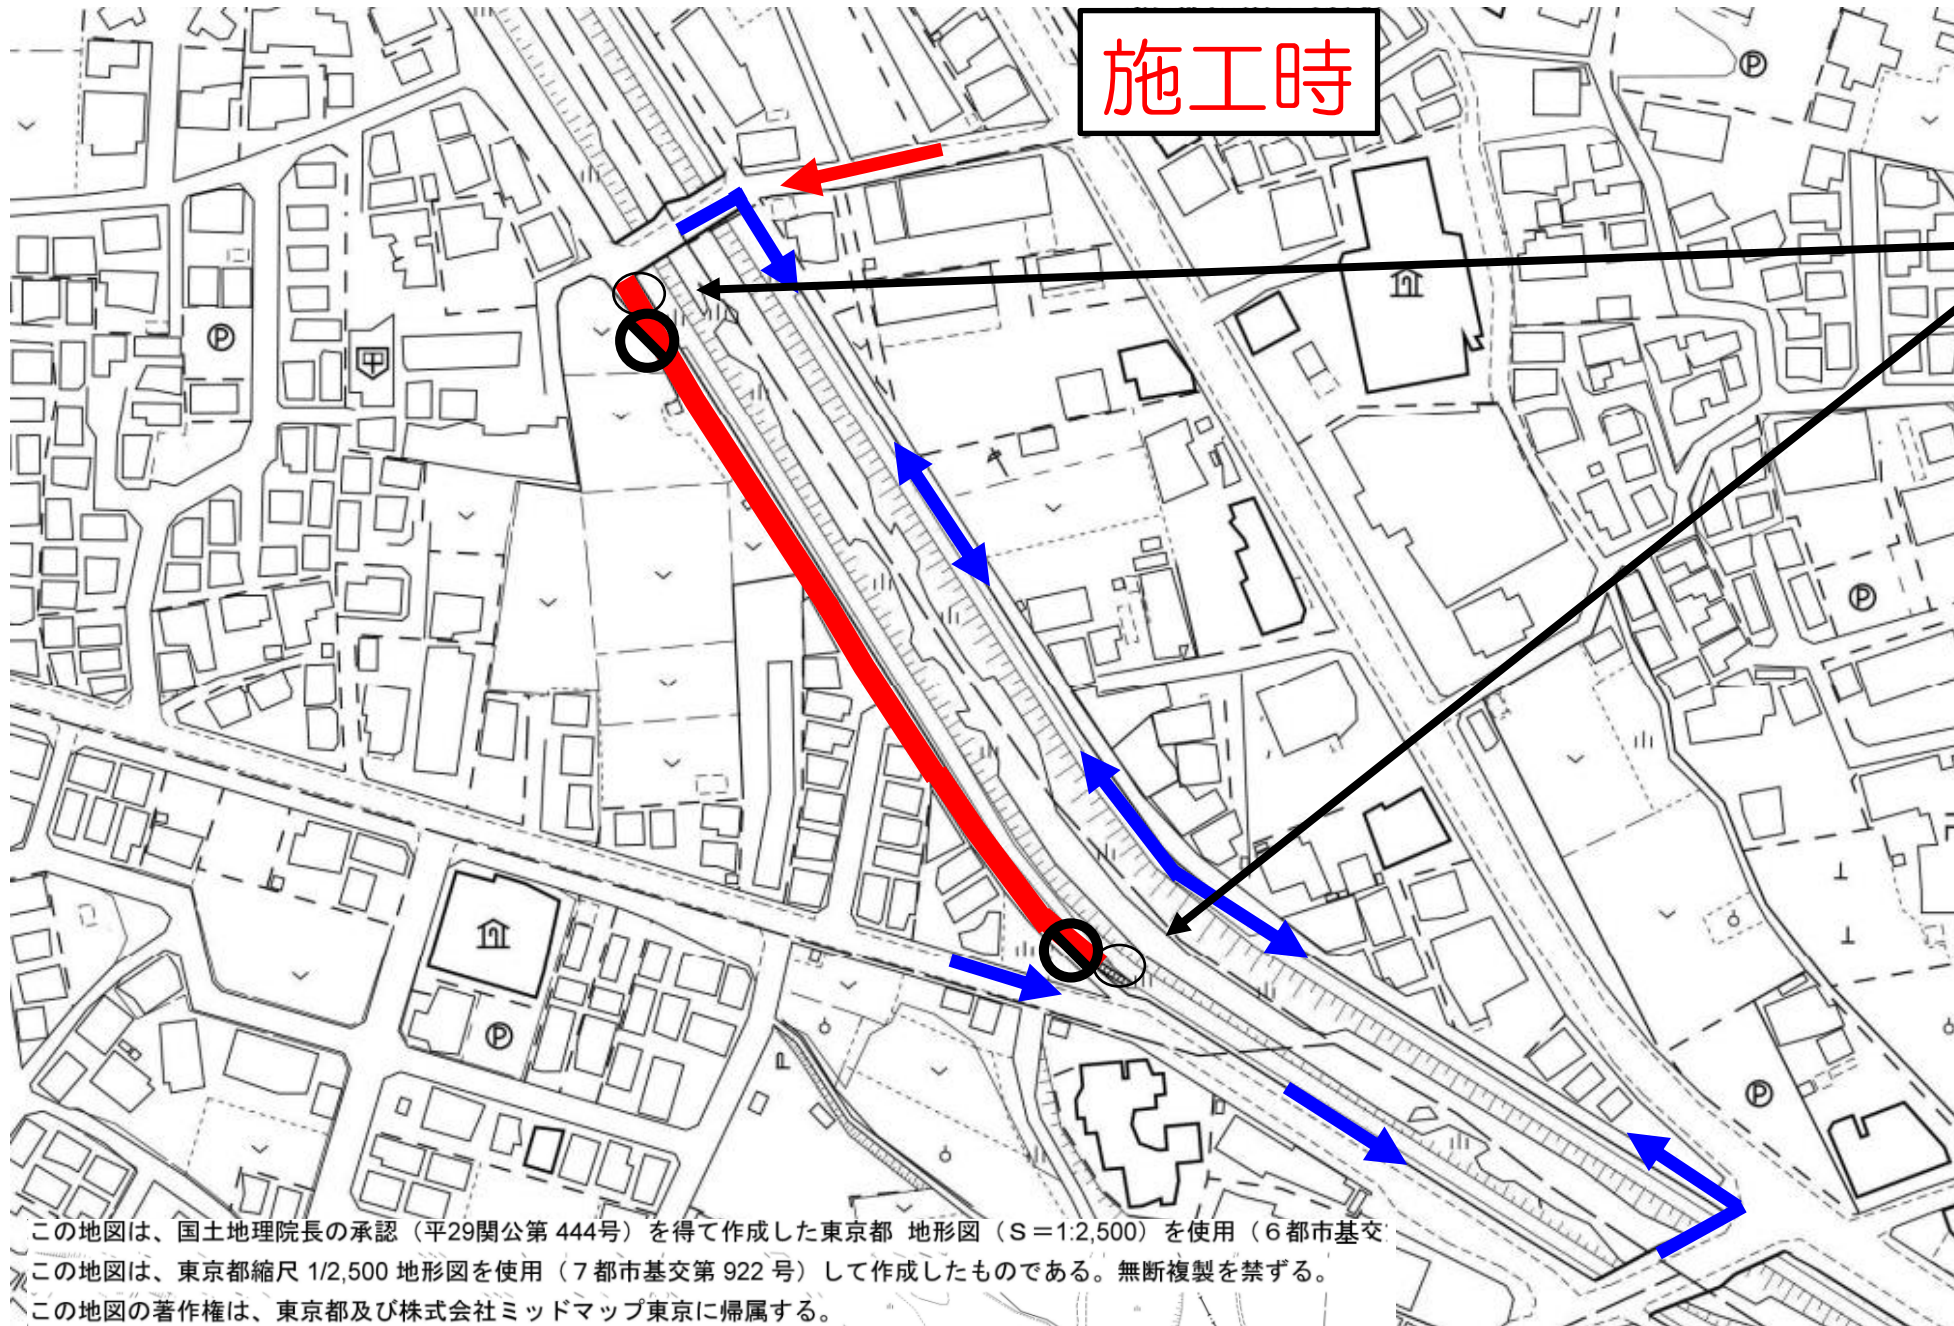 施工時
この地図は、国土地理院長の承認（平29関公第 444号）を得て作成した東京都 地形図（Ｓ＝1:2,500）を使用（６都市基交
この地図は、東京都縮尺 1/2,500 地形図を使用（７都市基交第 922 号）して作成したものである。無断複製を禁ずる。
この地図の著作権は、東京都及び株式会社ミッドマップ東京に帰属する。